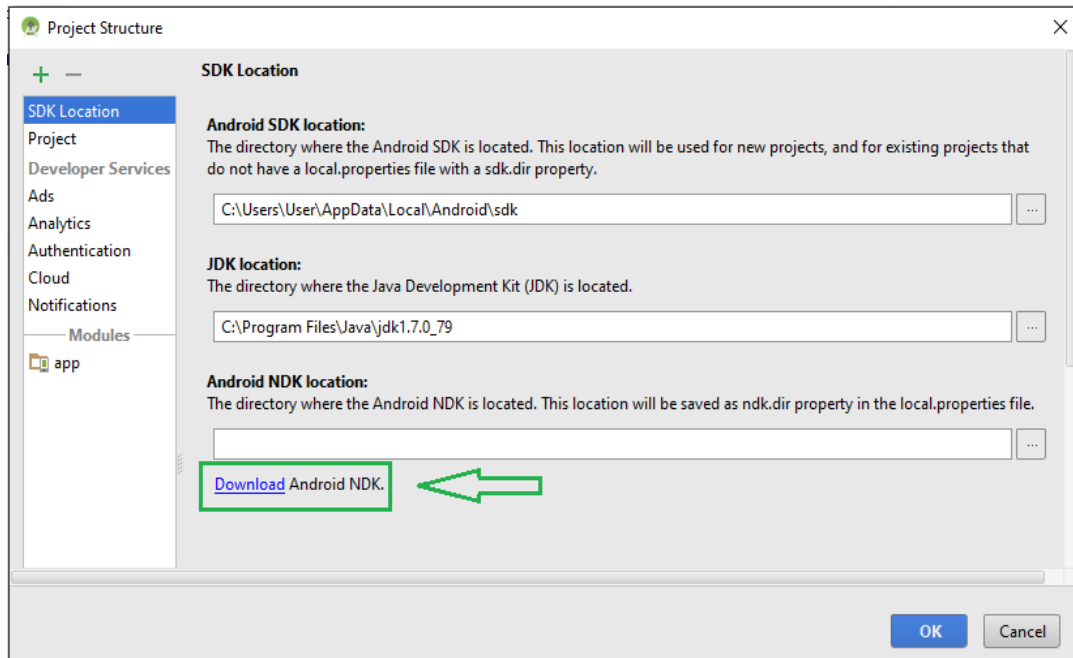 Project Structure
SDK Location
Project
Developer Services
Ads
Analytics
Authentication
Cloud
Notifications
Modules
app
SDK Location
Android SDK location:
The directory where the Android SDK is located. This location will be used for new projects, and for existing projects that
do not have a local.properties file with a sdk.dir property.
C:\Users\User\AppData\Local\Android\sdk
...
JDK location:
The directory where the Java Development Kit (JDK) is located.
C:\Program Files\Java\jdk1.7.0_79
...
Android NDK location:
The directory where the Android NDK is located. This location will be saved as ndk.dir property in the local.properties file.
...
Download Android NDK.
OK
Cancel